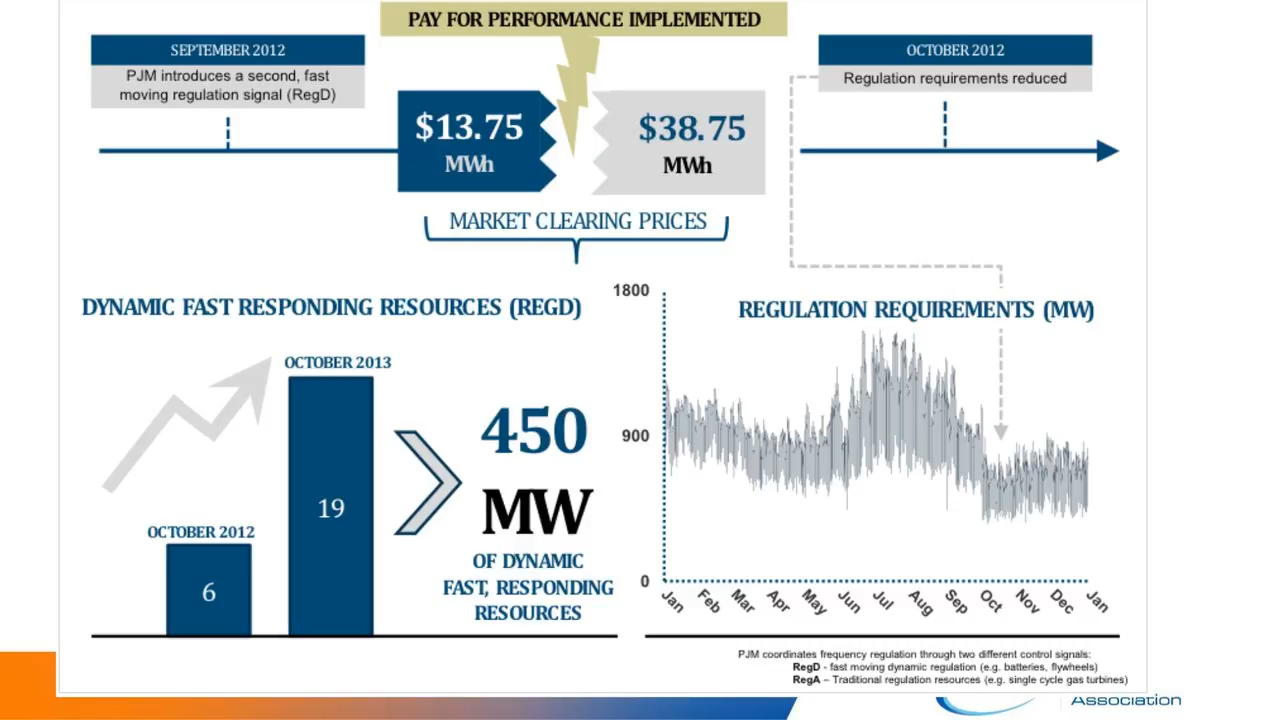 PAY FOR PERFORMANCE IMPLEMENTED
SEPTEMBER 2012
PJM introduces a second, fast
moving regulation signal (RegD)
OCTOBER 2012
Regulation requirements reduced
$13.75
MWh
$38.75
MWh
MARKET CLEARING PRICES
DYNAMIC FAST RESPONDING RESOURCES (REGD)
OCTOBER 2013
19
OCTOBER 2012
6
450
MW
OF DYNAMIC
FAST, RESPONDING
RESOURCES
REGULATION REQUIREMENTS (MW)
1800
900
0
Jan Feb Mar Apr May Jun Jul Aug Sep Oct Nov Dec Jan
PJM coordinates frequency regulation through two different control signals:
RegD - fast moving dynamic regulation (e.g. batteries, flywheels)
RegA – Traditional regulation resources (e.g. single cycle gas turbines)
Association